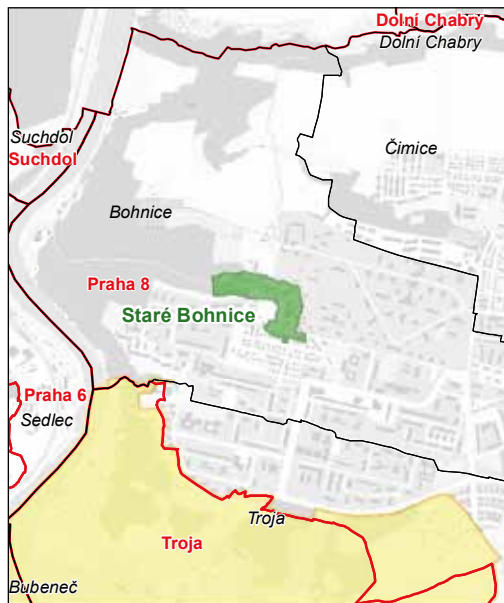 Dolní Chabry
Dolní Chabry
Suchdol
Suchdol
Čimice
Bohnice
Praha 8
Staré Bohnice
Praha 6
Sedlec
Troja
Troja
Bubeneč